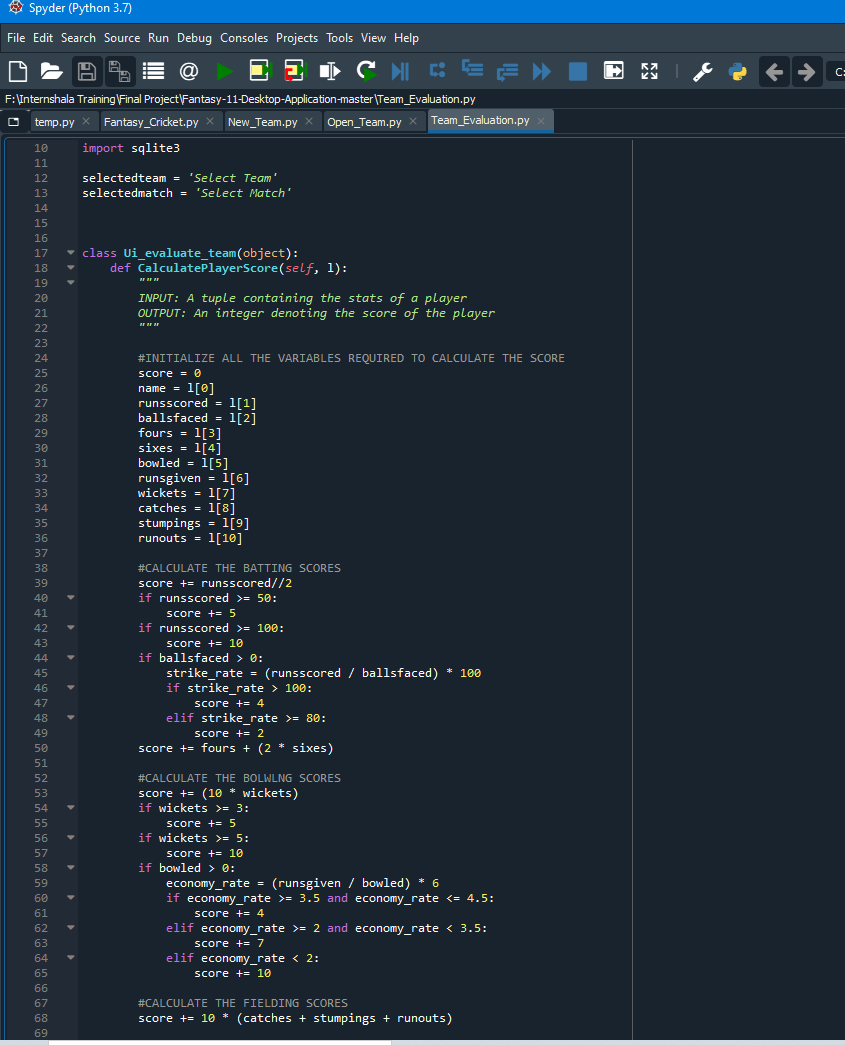 Spyder (Python 3.7)
File Edit Search Source Run Debug Consoles Projects Tools View Help
C:
F:\Internshala Training\Final Project\Fantasy-11-Desktop-Application-master\Team_Evaluation.py
temp.py Fantasy_Cricket.py New_Team.py Open_Team.py Team_Evaluation.py
10 import sqlite3
11
12 selectedteam = 'Select Team'
13 selectedmatch = 'Select Match'
14
15
16
17 class Ui_evaluate_team(object):
18 def CalculatePlayerScore(self, l):
19 """
20 INPUT: A tuple containing the stats of a player
21 OUTPUT: An integer denoting the score of the player
22 """
23
24 #INITIALIZE ALL THE VARIABLES REQUIRED TO CALCULATE THE SCORE
25 score = 0
26 name = l[0]
27 runsscored = l[1]
28 ballsfaced = l[2]
29 fours = l[3]
30 sixes = l[4]
31 bowled = l[5]
32 runsgiven = l[6]
33 wickets = l[7]
34 catches = l[8]
35 stumpings = l[9]
36 runouts = l[10]
37
38 #CALCULATE THE BATTING SCORES
39 score += runsscored//2
40 if runsscored >= 50:
41 score += 5
42 if runsscored >= 100:
43 score += 10
44 if ballsfaced > 0:
45 strike_rate = (runsscored / ballsfaced) * 100
46 if strike_rate > 100:
47 score += 4
48 elif strike_rate >= 80:
49 score += 2
50 score += fours + (2 * sixes)
51
52 #CALCULATE THE BOLWLNG SCORES
53 score += (10 * wickets)
54 if wickets >= 3:
55 score += 5
56 if wickets >= 5:
57 score += 10
58 if bowled > 0:
59 economy_rate = (runsgiven / bowled) * 6
60 if economy_rate >= 3.5 and economy_rate <= 4.5:
61 score += 4
62 elif economy_rate >= 2 and economy_rate < 3.5:
63 score += 7
64 elif economy_rate < 2:
65 score += 10
66
67 #CALCULATE THE FIELDING SCORES
68 score += 10 * (catches + stumpings + runouts)
69